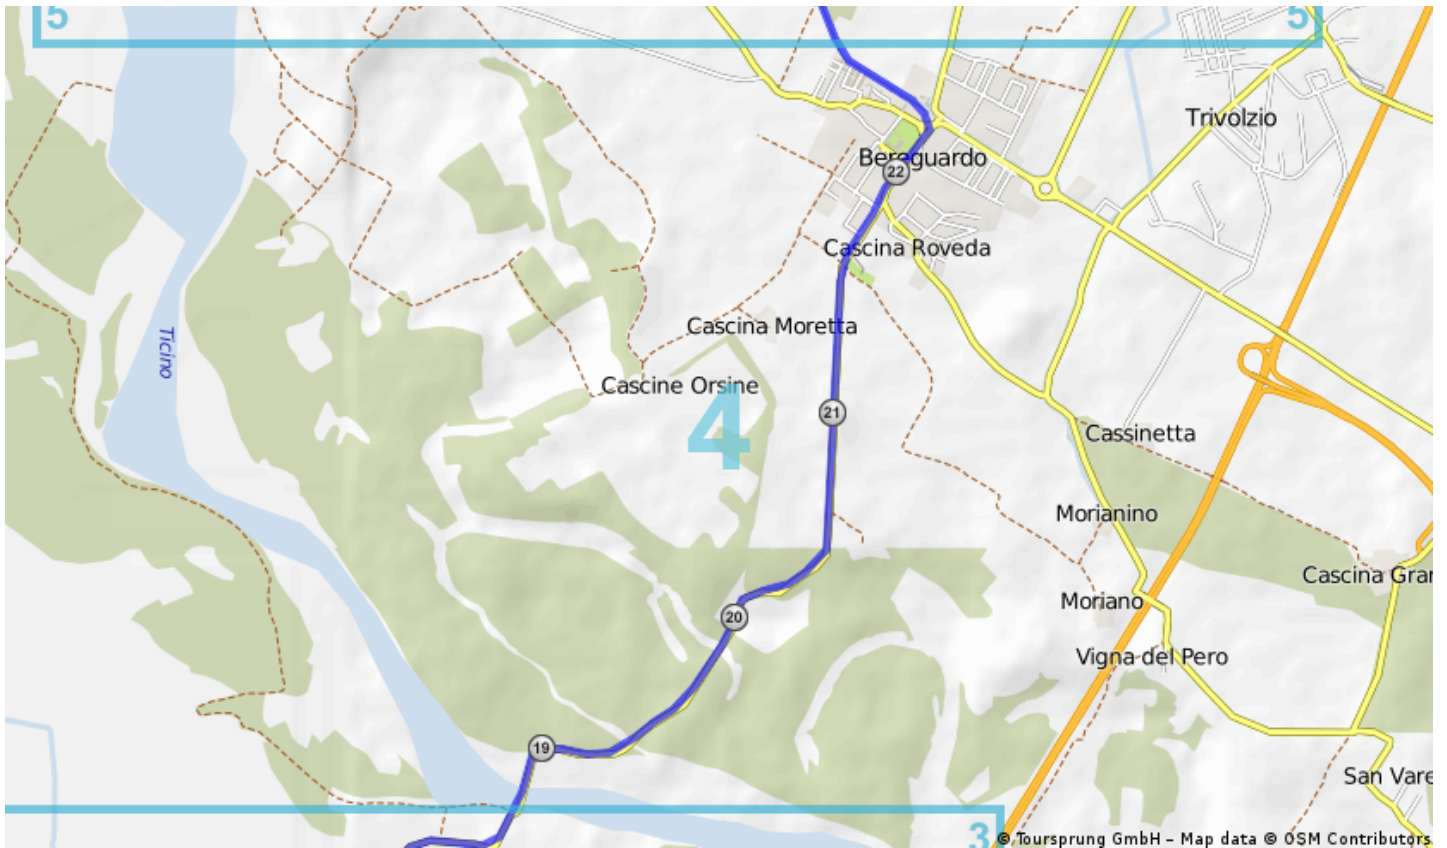 5
5
Trivolzio
Bereguardo
22
Cascina Roveda
Ticino
Cascina Moretta
Cascine Orsine
4
21
Cassinetta
Morianino
Cascina Gran
Moriano
20
Vigna del Pero
19
San Vare
3
© Toursprung GmbH – Map data © OSM Contributors